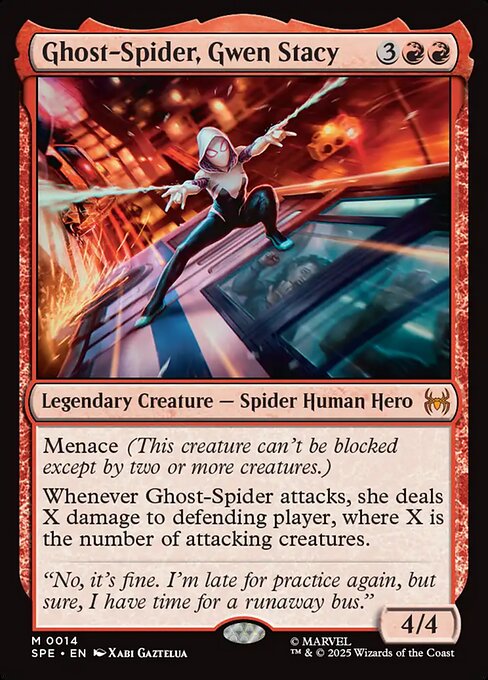 Ghost-Spider, Gwen Stacy 3
Legendary Creature — Spider Human Hero
Menace (This creature can't be blocked
except by two or more creatures.)
Whenever Ghost-Spider attacks, she deals
X damage to defending player, where X is
the number of attacking creatures.
“No, it's fine. I'm late for practice again, but
sure, I have time for a runaway bus.”
4/4
M 0014
SPE • EN Xabi Gaztelua
© MARVEL
™ & © 2025 Wizards of the Coast